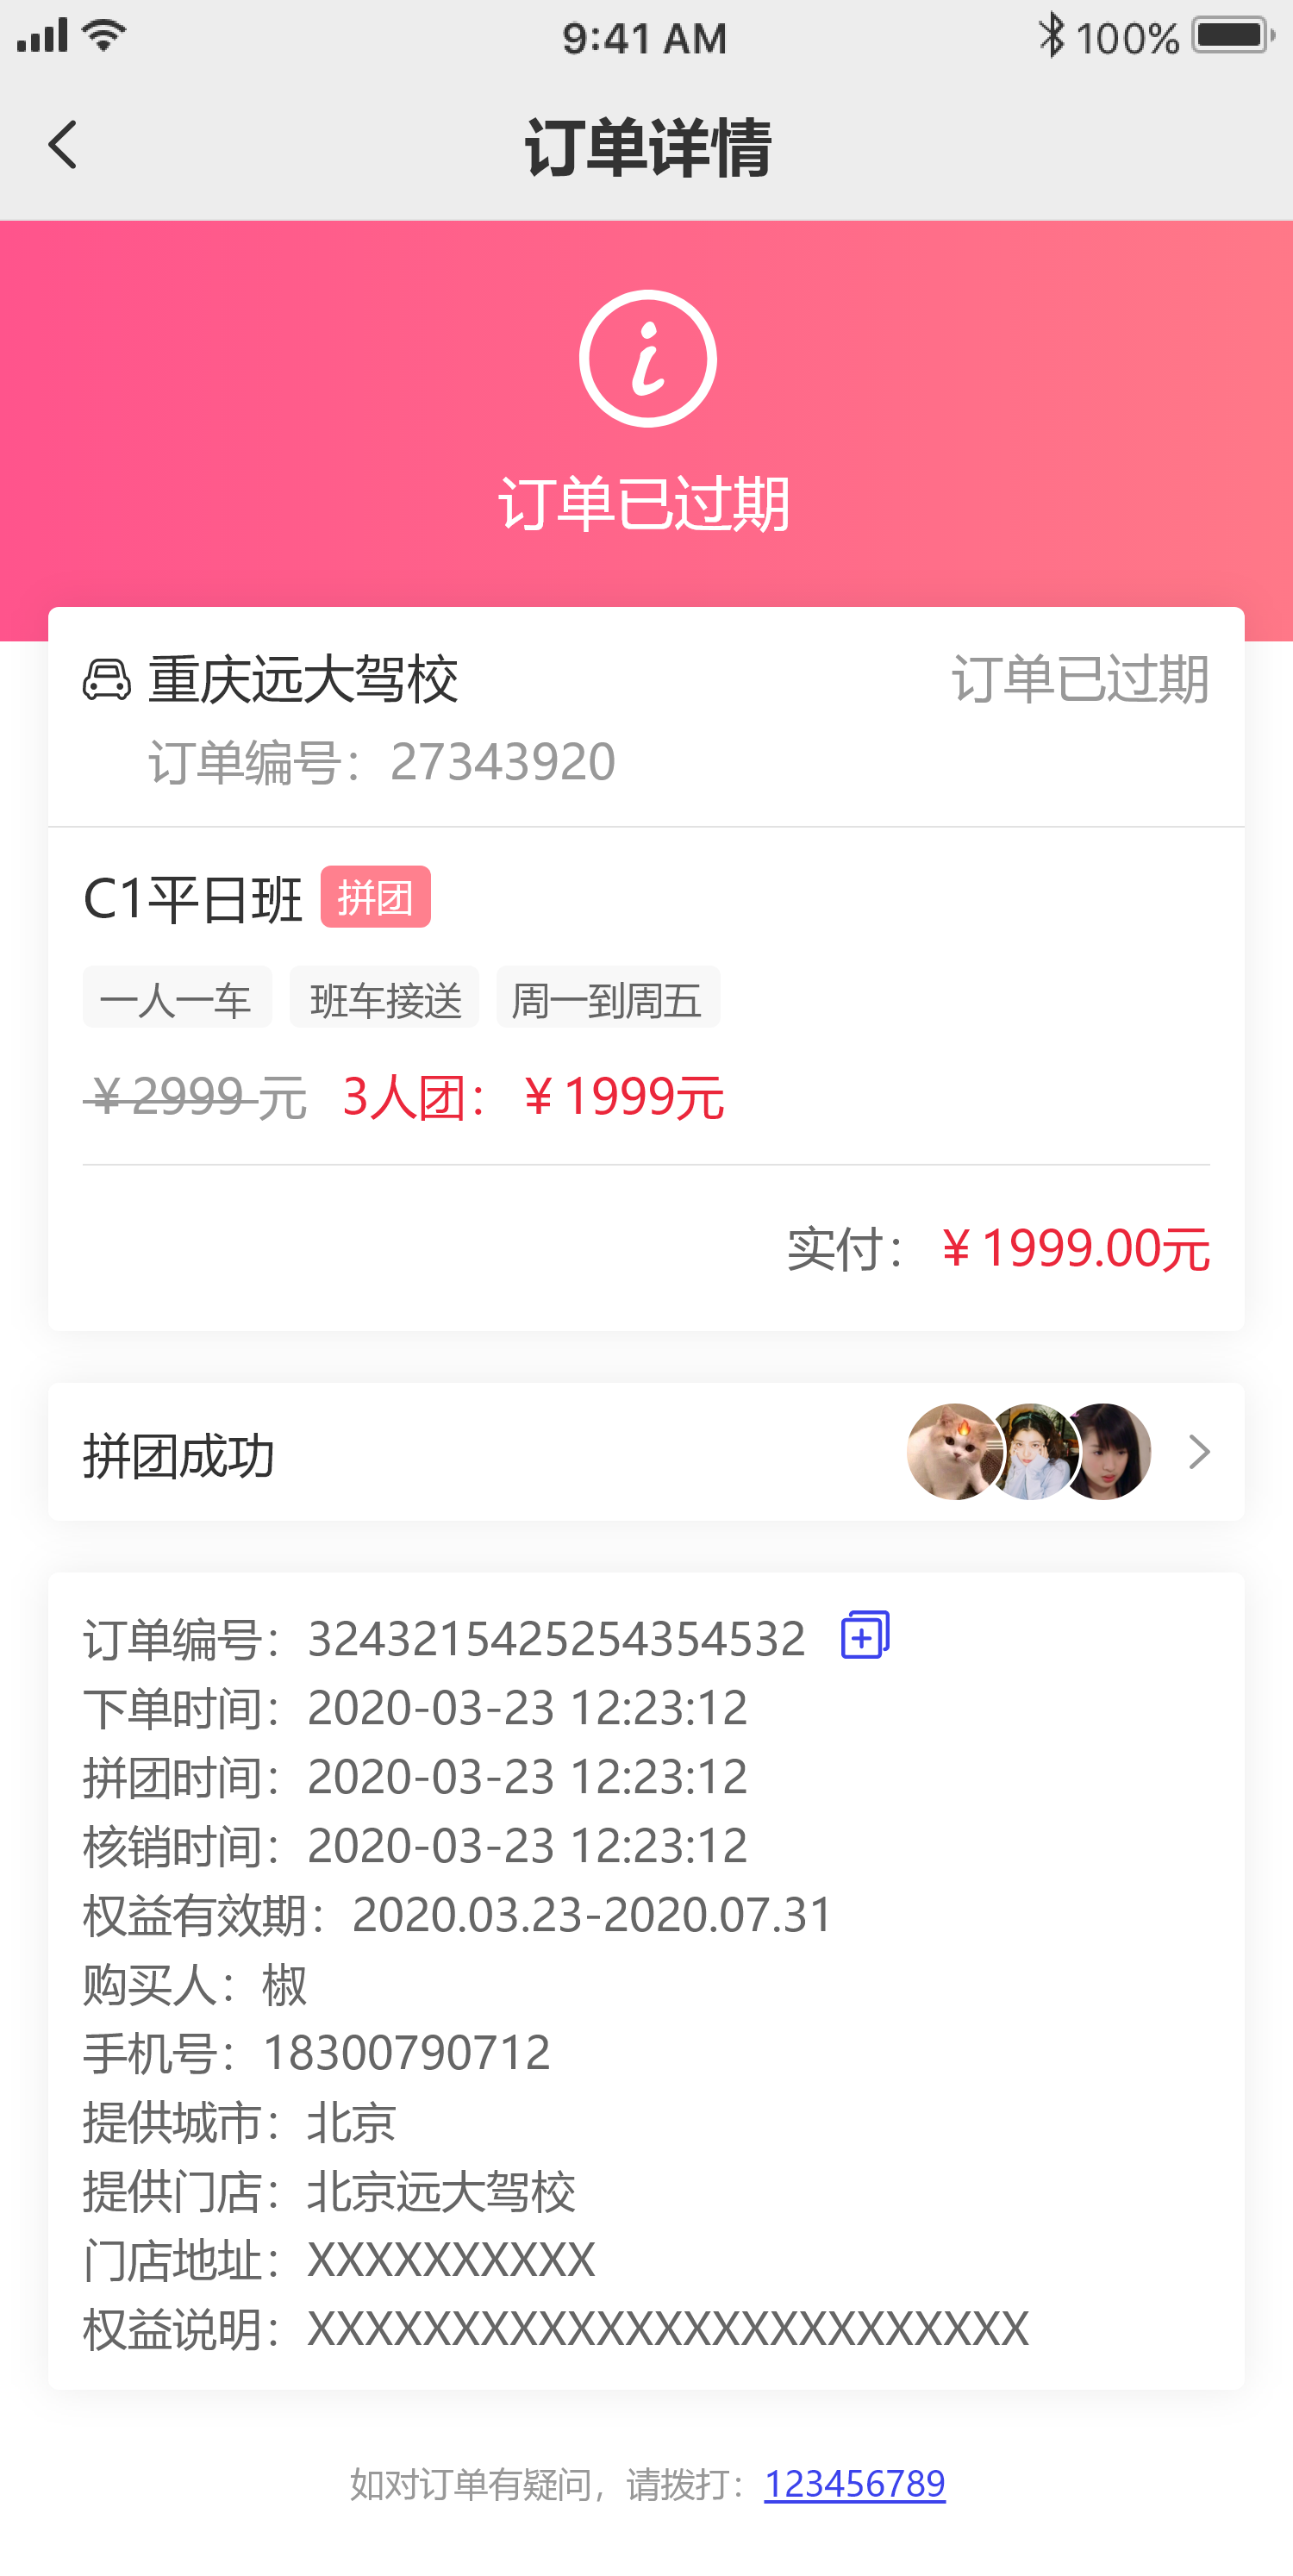 9:41 AM 100%
订单详情
订单已过期
重庆远大驾校 订单已过期
订单编号：27343920
C1平日班 拼团
一人一车 班车接送 周一到周五
￥2999 元 3人团：￥1999元
实付：￥1999.00元
拼团成功
订单编号：3243215425254354532
下单时间：2020-03-23 12:23:12
拼团时间：2020-03-23 12:23:12
核销时间：2020-03-23 12:23:12
权益有效期：2020.03.23-2020.07.31
购买人：椒
手机号：18300790712
提供城市：北京
提供门店：北京远大驾校
门店地址：XXXXXXXXXX
权益说明：XXXXXXXXXXXXXXXXXXXXXXXXX
如对订单有疑问，请拨打：123456789